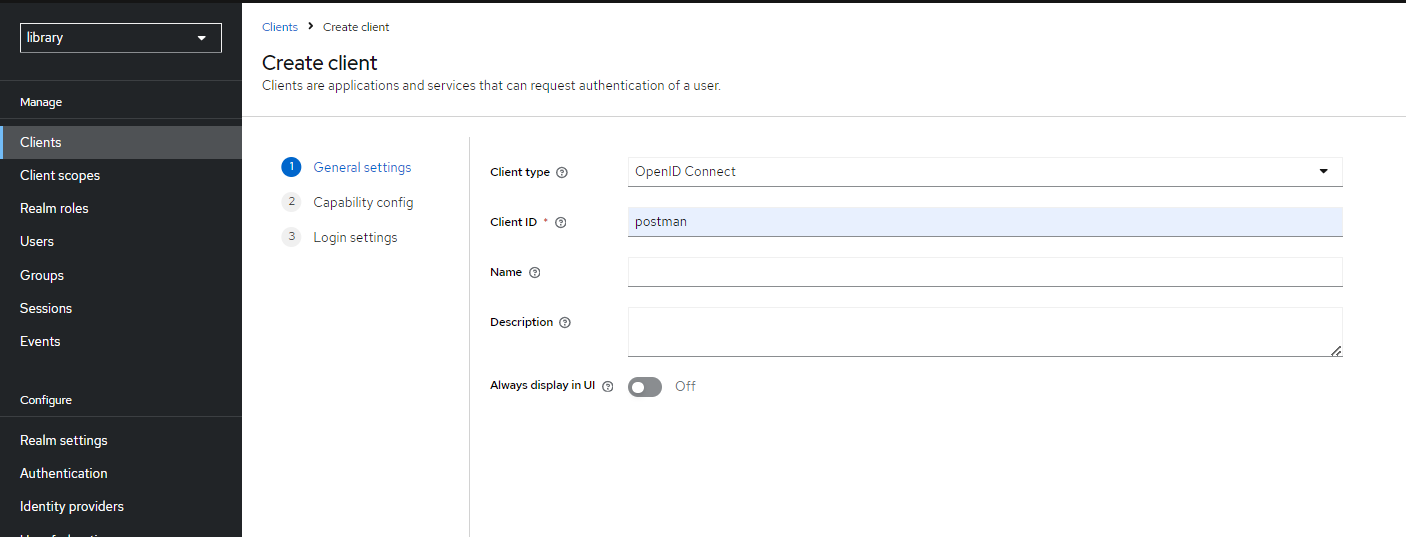 library
Manage
Clients
Client scopes
Realm roles
Users
Groups
Sessions
Events
Configure
Realm settings
Authentication
Identity providers
Clients > Create client
Create client
Clients are applications and services that can request authentication of a user.
1 General settings
2 Capability config
3 Login settings
Client type OpenID Connect
Client ID * postman
Name
Description
Always display in UI Off